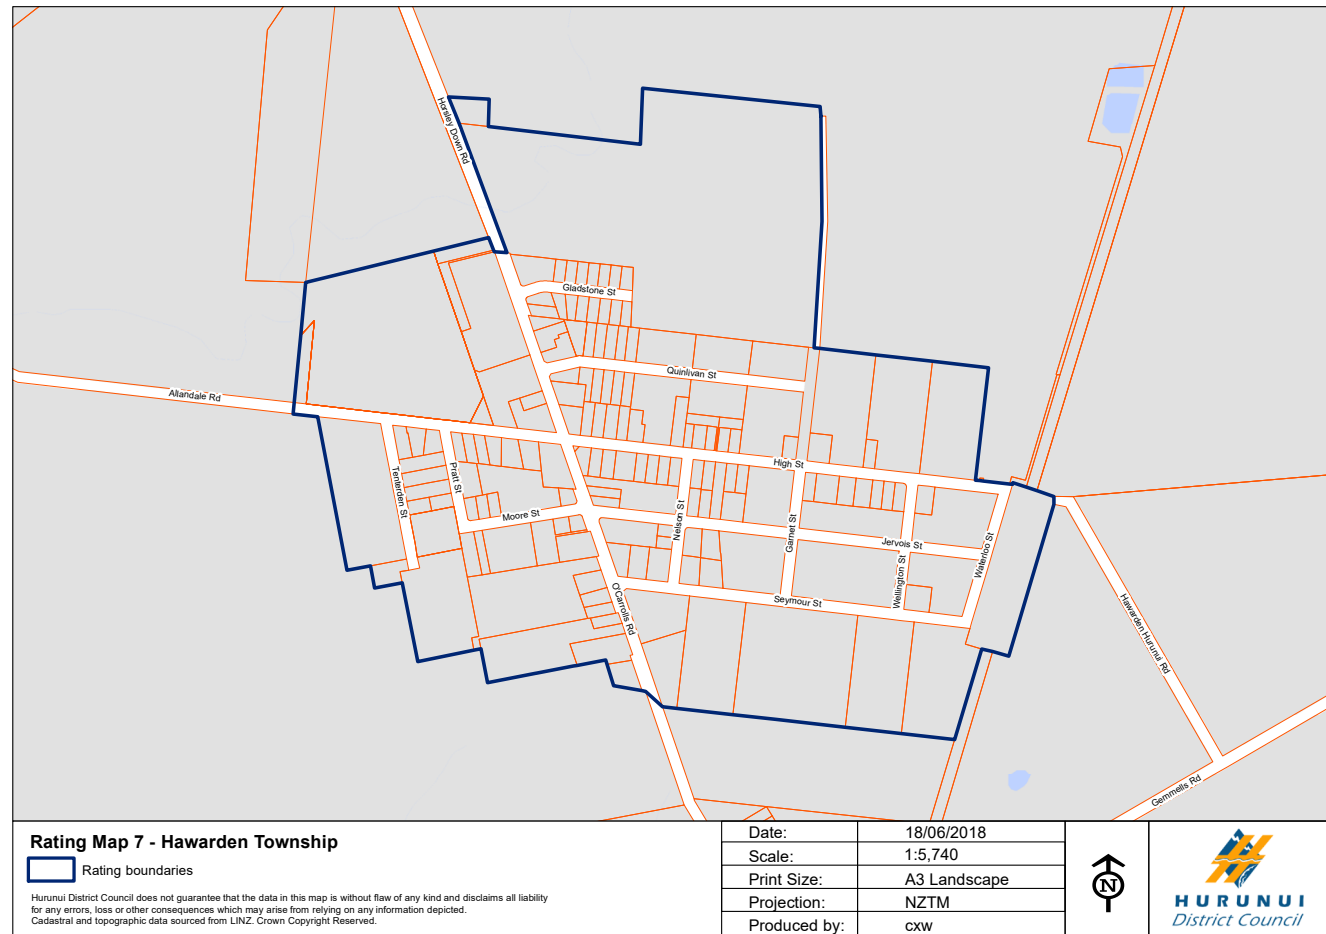 Horsley Down Rd
Gladstone St
Quinlivan St
Allandale Rd
High St
Tenterden St
Pratt St
Moore St
Nelson St
Garnet St
Jervois St
Wellington St
Waterloo St
Seymour St
O'Carrolls Rd
Hawarden Hurunui Rd
Gemmells Rd
Rating Map 7 - Hawarden Township
Rating boundaries
Hurunui District Council does not guarantee that the data in this map is without flaw of any kind and disclaims all liability
for any errors, loss or other consequences which may arise from relying on any information depicted.
Cadastral and topographic data sourced from LINZ. Crown Copyright Reserved.
Date: 18/06/2018
Scale: 1:5,740
Print Size: A3 Landscape
Projection: NZTM
Produced by: cxw
N
HURUNUI
District Council